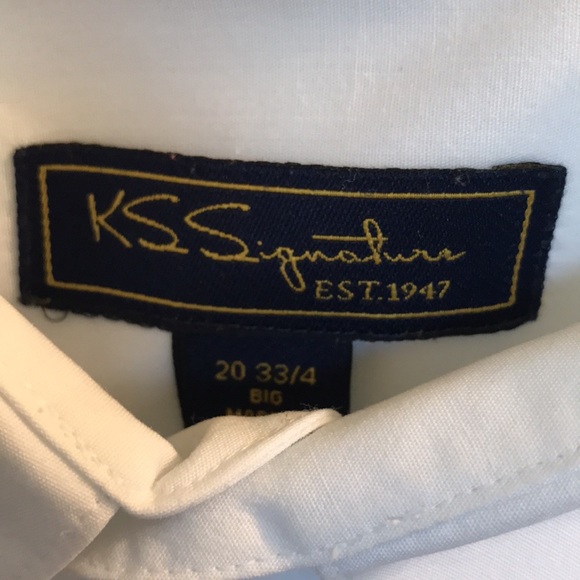 KS Signature
EST.1947
20 33/4
BIG